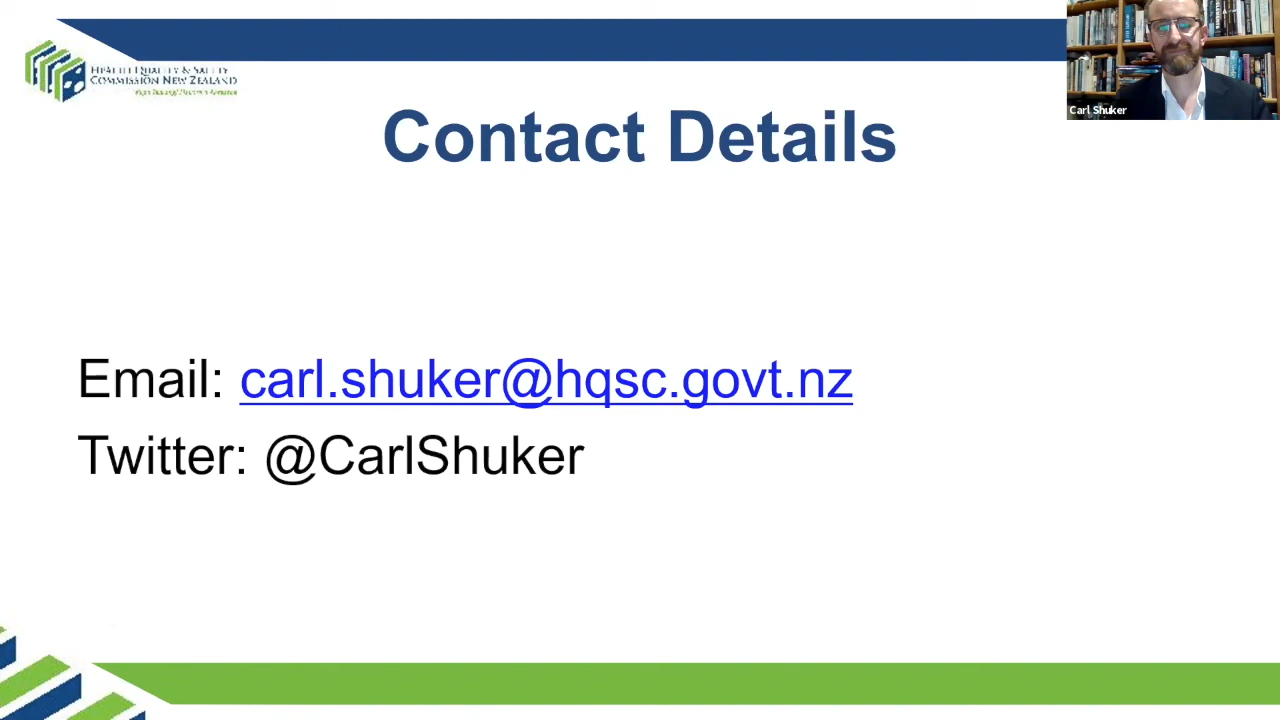 HEALTH QUALITY & SAFETY
COMMISSION NEW ZEALAND
Carl Shuker
Contact Details
Email: carl.shuker@hqsc.govt.nz
Twitter: @CarlShuker